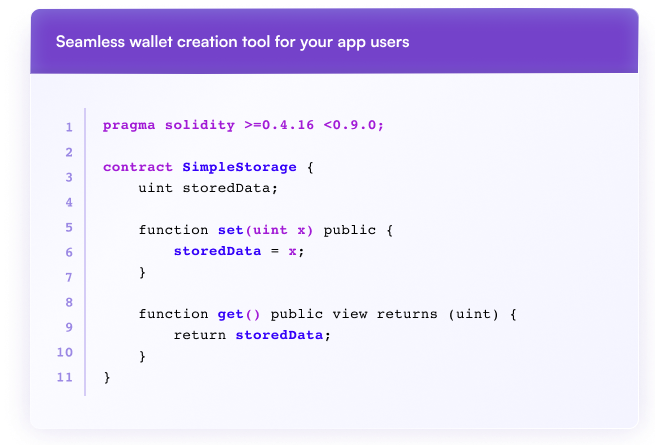 Seamless wallet creation tool for your app users
1
2
3
4
5
6
7
8
9
10
11
pragma solidity >=0.4.16 <0.9.0;
contract SimpleStorage {
    uint storedData;
    function set(uint x) public {
        storedData = x;
    }
    function get() public view returns (uint) {
        return storedData;
    }
}